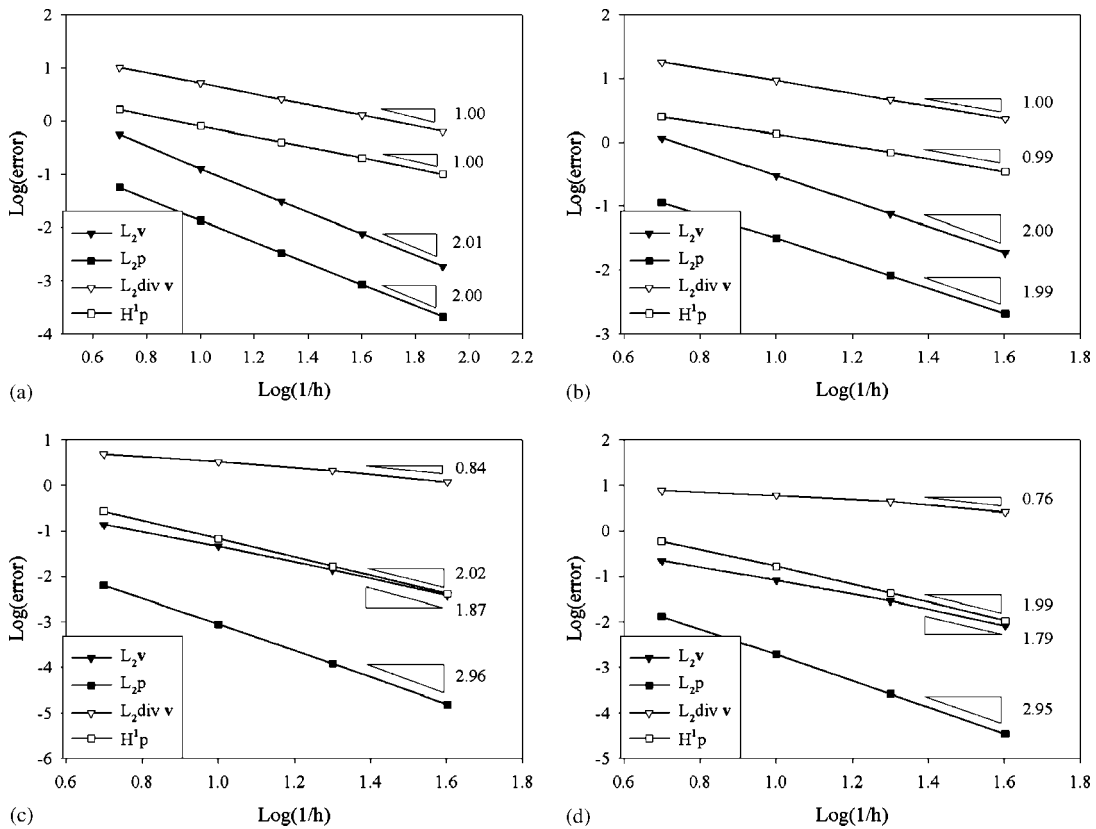 2
1
0
-1
-2
-3
-4
Log(error)
1.00
1.00
2.01
2.00
L₂v
L₂p
L₂div v
H¹p
0.6 0.8 1.0 1.2 1.4 1.6 1.8 2.0 2.2
Log(1/h)
(a)
2
1
0
-1
-2
-3
Log(error)
1.00
0.99
2.00
1.99
L₂v
L₂p
L₂div v
H¹p
0.6 0.8 1.0 1.2 1.4 1.6 1.8
Log(1/h)
(b)
1
0
-1
-2
-3
-4
-5
-6
Log(error)
0.84
2.02
1.87
2.96
L₂v
L₂p
L₂div v
H¹p
0.6 0.8 1.0 1.2 1.4 1.6 1.8
Log(1/h)
(c)
2
1
0
-1
-2
-3
-4
-5
Log(error)
0.76
1.99
1.79
2.95
L₂v
L₂p
L₂div v
H¹p
0.6 0.8 1.0 1.2 1.4 1.6 1.8
Log(1/h)
(d)